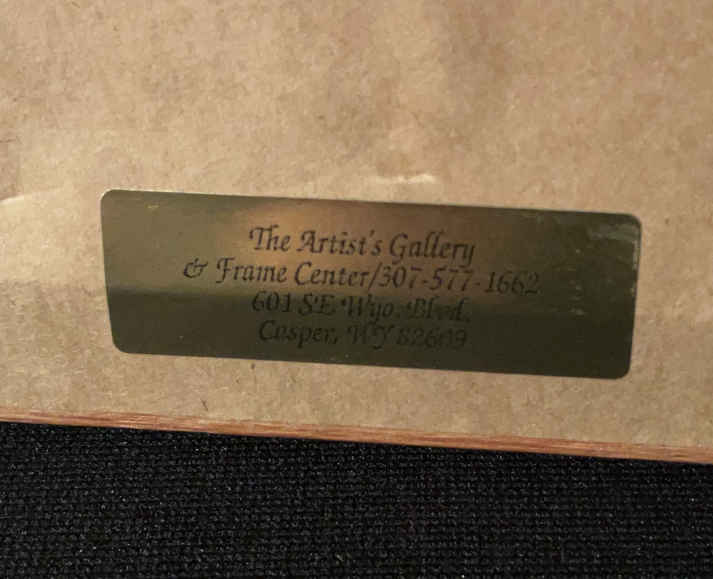 The Artist's Gallery
& Frame Center/307-577-1662
601 SE Wyo. Blvd.
Casper, WY 82609